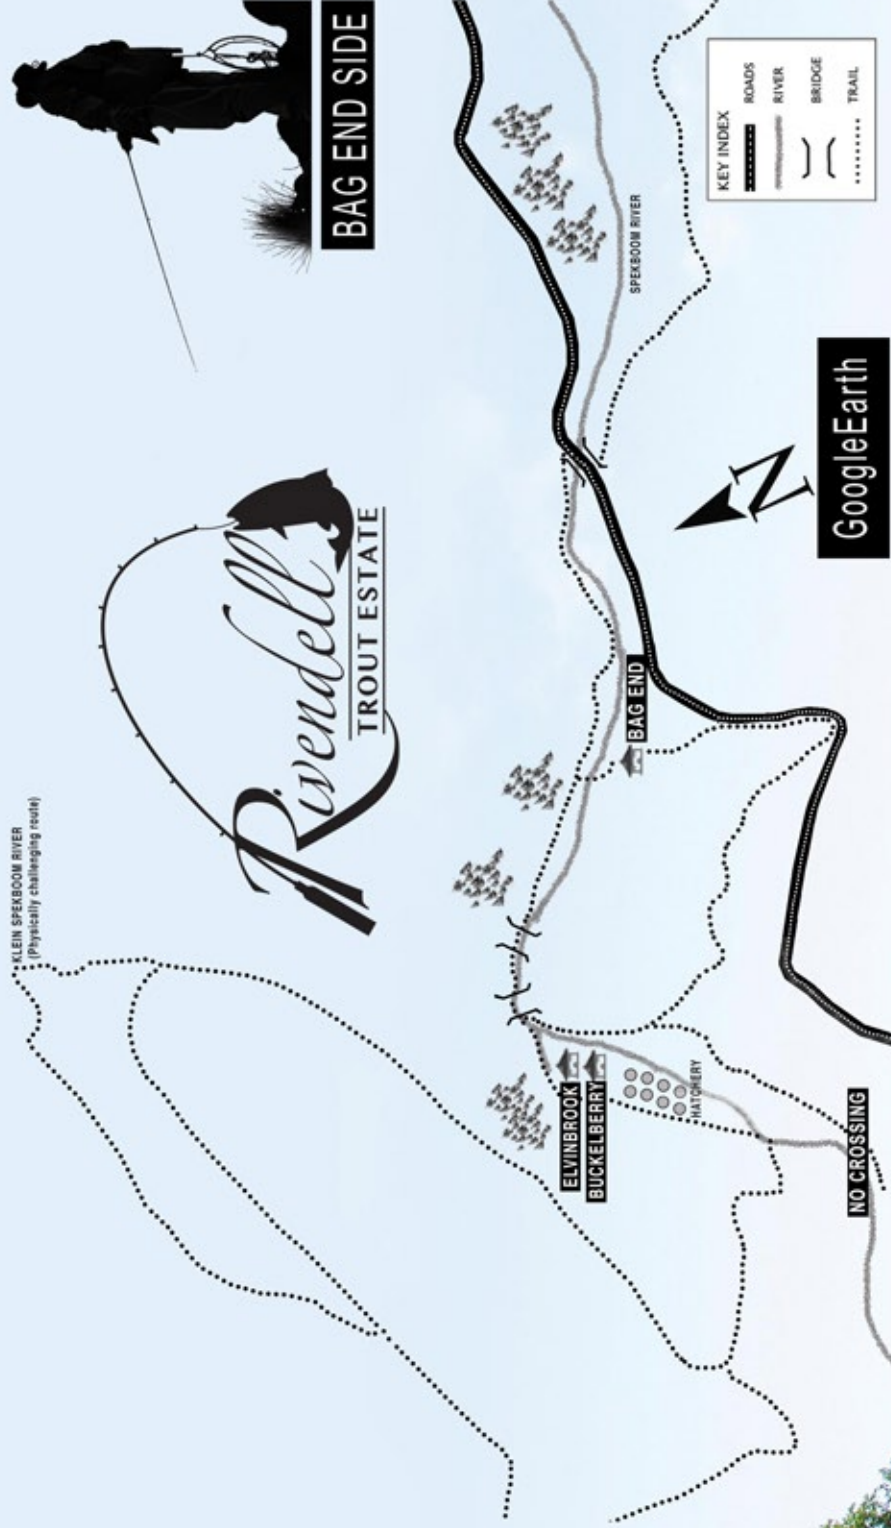 KLEIN SPEKBOOM RIVER
(Physically challenging route)
Rivendell
TROUT ESTATE
BAG END SIDE
ELVINBROOK
BUCKELBERRY
HATCHERY
NO CROSSING
BAG END
SPEKBOOM RIVER
N
GoogleEarth
KEY INDEX
ROADS
RIVER
BRIDGE
TRAIL